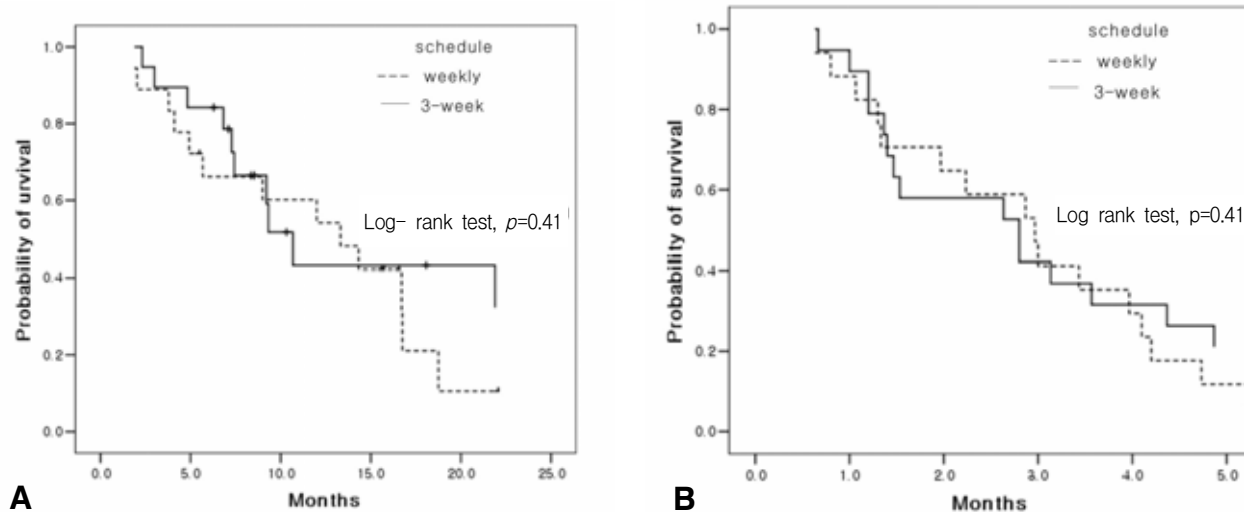 schedule
weekly
3-week
Log- rank test, p=0.41
Probability of urvival
1.0
0.8
0.6
0.4
0.2
0.0
0.0 5.0 10.0 15.0 20.0 25.0
Months
A
schedule
weekly
3-week
Log rank test, p=0.41
Probability of survival
1.0
0.8
0.6
0.4
0.2
0.0
0.0 1.0 2.0 3.0 4.0 5.0
Months
B